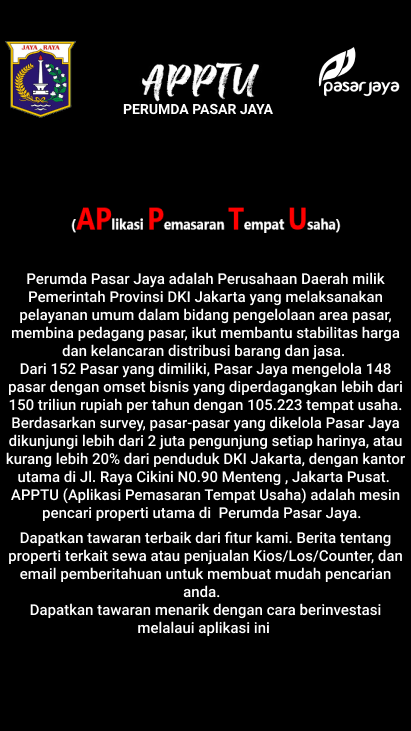 JAYA RAYA
APPTU
PERUMDA PASAR JAYA
pasarjaya
(APlikasi Pemasaran Tempat Usaha)
Perumda Pasar Jaya adalah Perusahaan Daerah milik
Pemerintah Provinsi DKI Jakarta yang melaksanakan
pelayanan umum dalam bidang pengelolaan area pasar,
membina pedagang pasar, ikut membantu stabilitas harga
dan kelancaran distribusi barang dan jasa.
Dari 152 Pasar yang dimiliki, Pasar Jaya mengelola 148
pasar dengan omset bisnis yang diperdagangkan lebih dari
150 triliun rupiah per tahun dengan 105.223 tempat usaha.
Berdasarkan survey, pasar-pasar yang dikelola Pasar Jaya
dikunjungi lebih dari 2 juta pengunjung setiap harinya, atau
kurang lebih 20% dari penduduk DKI Jakarta, dengan kantor
utama di Jl. Raya Cikini N0.90 Menteng , Jakarta Pusat.
APPTU (Aplikasi Pemasaran Tempat Usaha) adalah mesin
pencari properti utama di Perumda Pasar Jaya.
Dapatkan tawaran terbaik dari fitur kami. Berita tentang
properti terkait sewa atau penjualan Kios/Los/Counter, dan
email pemberitahuan untuk membuat mudah pencarian
anda.
Dapatkan tawaran menarik dengan cara berinvestasi
melalaui aplikasi ini